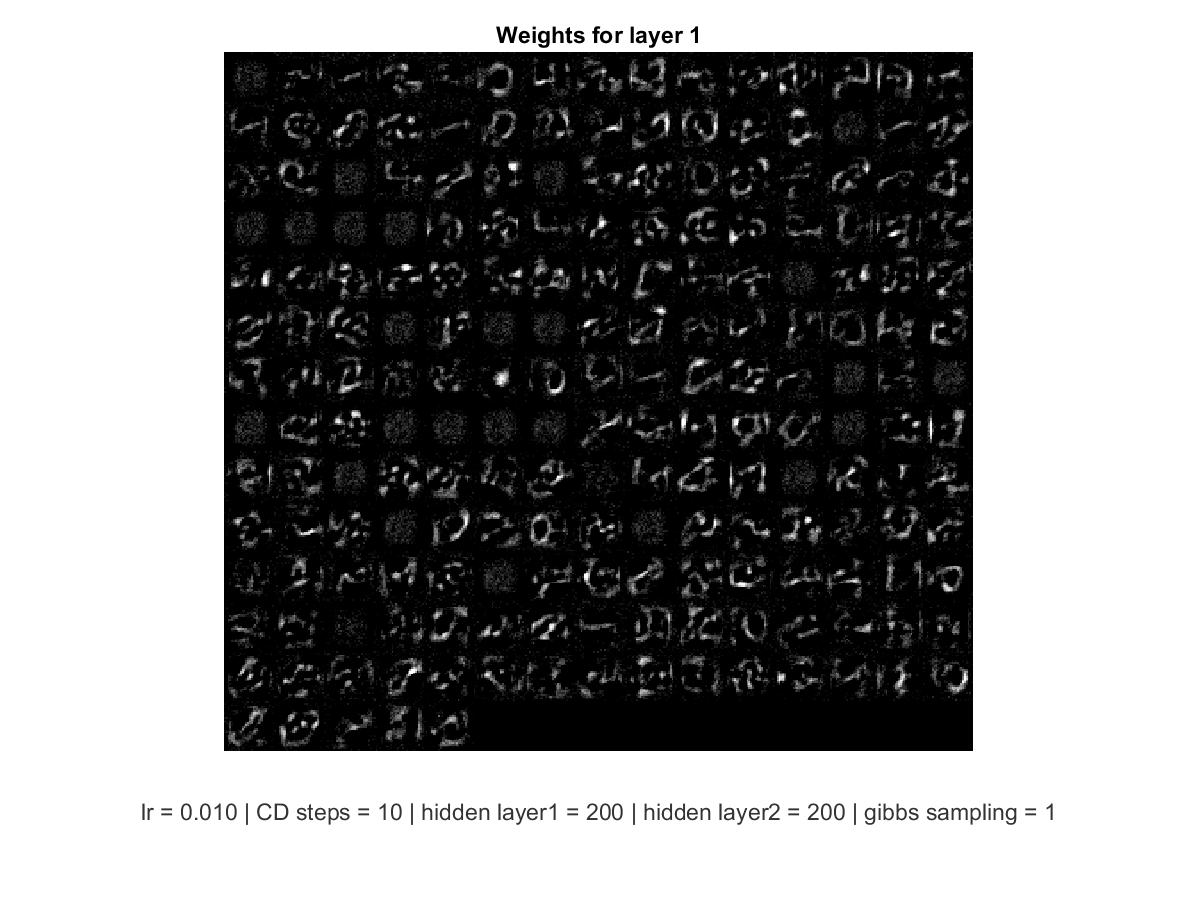 Weights for layer 1
lr = 0.010 | CD steps = 10 | hidden layer1 = 200 | hidden layer2 = 200 | gibbs sampling = 1